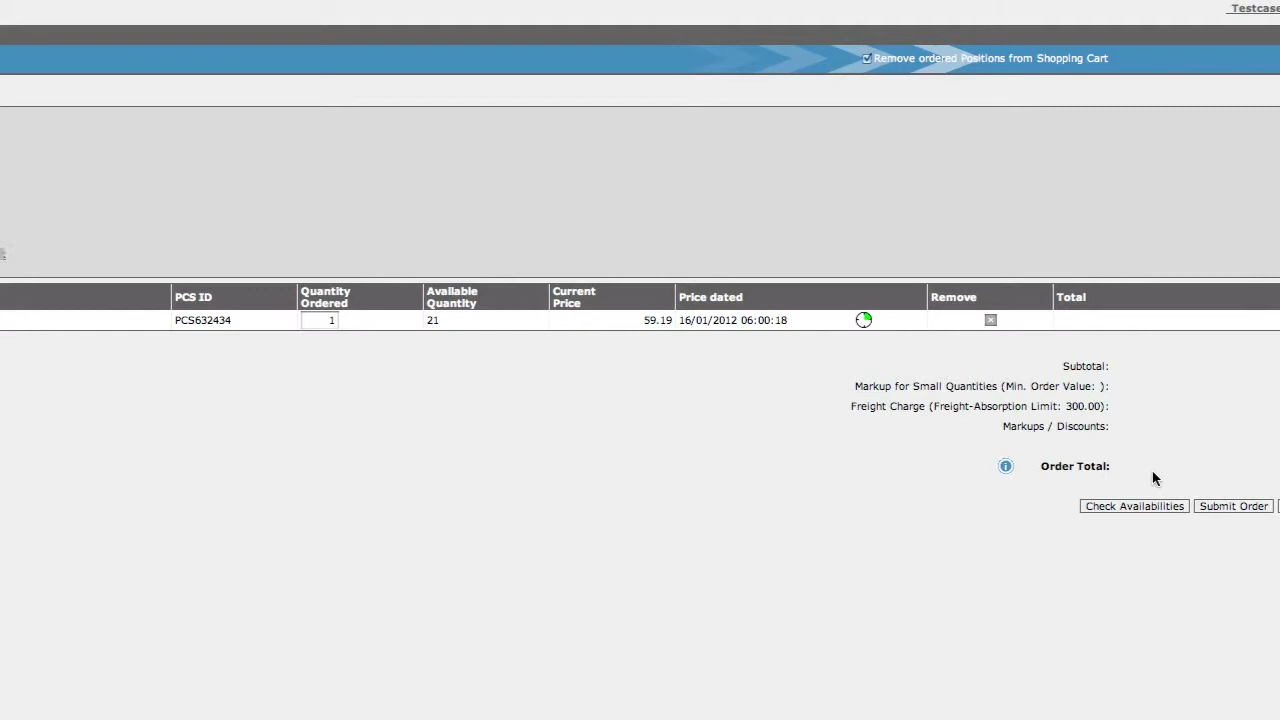 Testcase
Remove ordered Positions from Shopping Cart
PCS ID Quantity Ordered Available Quantity Current Price Price dated Remove Total
PCS632434 1 21 59.19 16/01/2012 06:00:18
Subtotal:
Markup for Small Quantities (Min. Order Value: ):
Freight Charge (Freight-Absorption Limit: 300.00):
Markups / Discounts:
Order Total:
Check Availabilities Submit Order